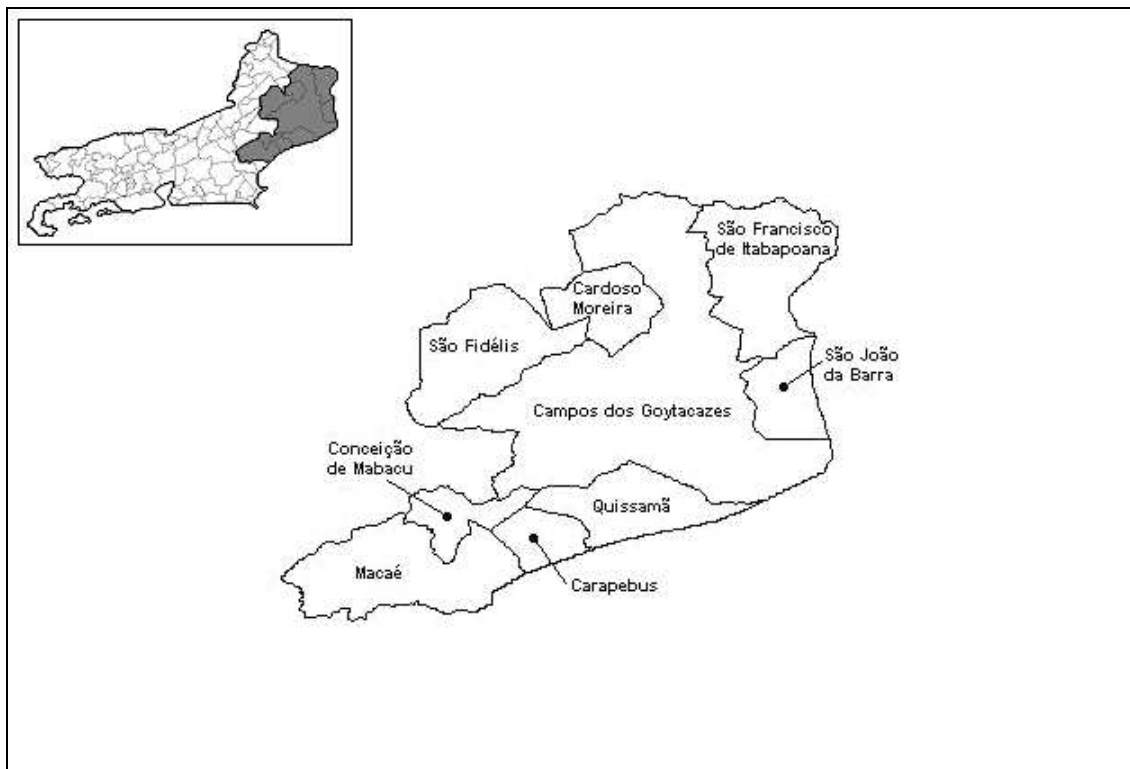 São Francisco
de Itabapoana
Cardoso
Moreira
São Fidélis
São João
da Barra
Campos dos Goytacazes
Conceição
de Mabacu
Quissamã
Macaé
Carapebus